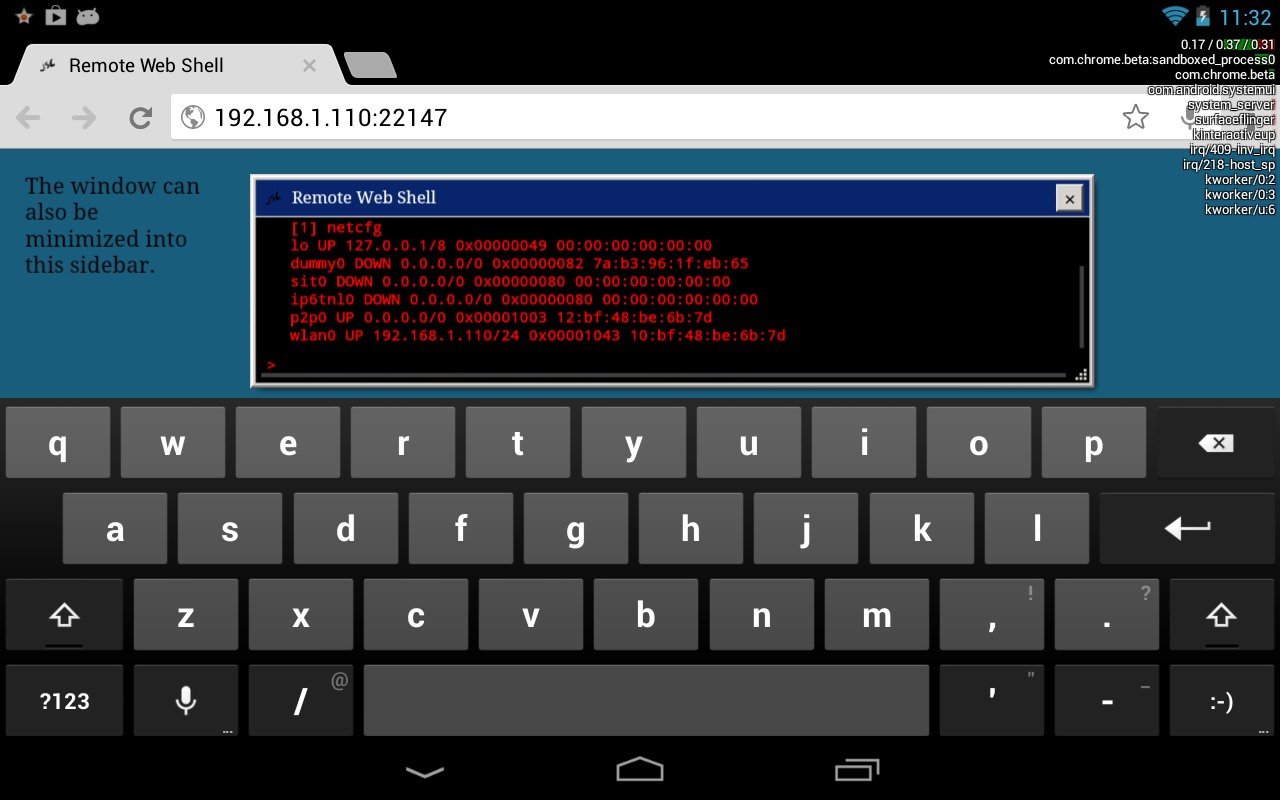 11:32
0.17 / 0.37 / 0.31
com.chrome.beta:sandboxed_process0
com.chrome.beta
com.android.systemui
system_server
surfaceflinger
kinteractiveup
irq/409-inv_irq
irq/218-host_sp
kworker/0:2
kworker/0:3
kworker/u:6
Remote Web Shell
192.168.1.110:22147
The window can
also be
minimized into
this sidebar.
Remote Web Shell
[1] netcfg
lo UP 127.0.0.1/8 0x00000049 00:00:00:00:00:00
dummy0 DOWN 0.0.0.0/0 0x00000082 7a:b3:96:1f:eb:65
sit0 DOWN 0.0.0.0/0 0x00000080 00:00:00:00:00:00
ip6tnl0 DOWN 0.0.0.0/0 0x00000080 00:00:00:00:00:00
p2p0 UP 0.0.0.0/0 0x00001003 12:bf:48:be:6b:7d
wlan0 UP 192.168.1.110/24 0x00001043 10:bf:48:be:6b:7d
>
q w e r t y u i o p
a s d f g h j k l
z x c v b n m , ! . ?
?123 ... / @ ' " - _ :-) ...